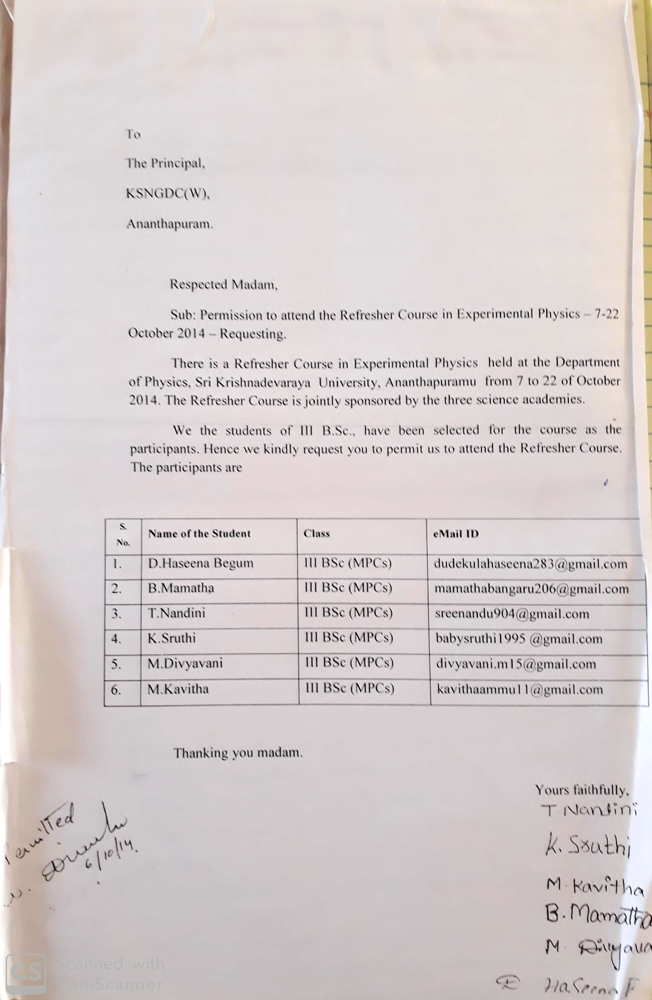 To
The Principal,
KSNGDC(W),
Ananthapuram.
Respected Madam,
Sub: Permission to attend the Refresher Course in Experimental Physics – 7-22
October 2014 – Requesting.
There is a Refresher Course in Experimental Physics held at the Department
of Physics, Sri Krishnadevaraya University, Ananthapuramu from 7 to 22 of October
2014. The Refresher Course is jointly sponsored by the three science academies.
We the students of III B.Sc., have been selected for the course as the
participants. Hence we kindly request you to permit us to attend the Refresher Course.
The participants are
S. No. Name of the Student Class eMail ID
1. D.Haseena Begum III BSc (MPCs) dudekulahaseena283@gmail.com
2. B.Mamatha III BSc (MPCs) mamathabangaru206@gmail.com
3. T.Nandini III BSc (MPCs) sreenandu904@gmail.com
4. K.Sruthi III BSc (MPCs) babysruthi1995 @gmail.com
5. M.Divyavani III BSc (MPCs) divyavani.m15@gmail.com
6. M.Kavitha III BSc (MPCs) kavithaammu11@gmail.com
Thanking you madam.
Yours faithfully,
T. Nandini
K. Sruthi
M. Kavitha
B. Mamatha
M. Divyava
Haseena
Permitted
6/10/14.
CS Scanned with
CamScanner